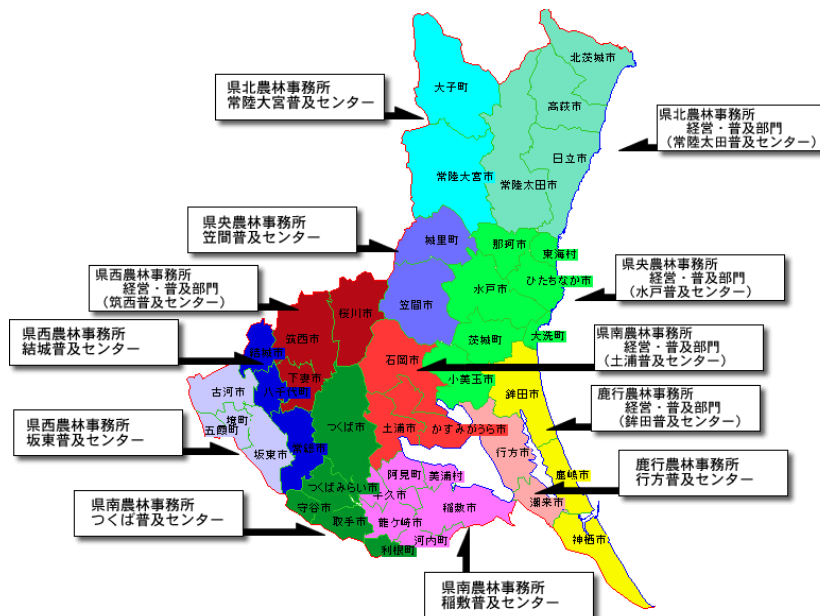 北茨城市
大子町
県北農林事務所
常陸大宮普及センター
高萩市
県北農林事務所
経営・普及部門
（常陸太田普及センター）
日立市
常陸大宮市
常陸太田市
県央農林事務所
笠間普及センター
城里町
那珂市
東海村
県西農林事務所
経営・普及部門
（筑西普及センター）
水戸市
ひたちなか市
県央農林事務所
経営・普及部門
（水戸普及センター）
桜川市
笠間市
県西農林事務所
結城普及センター
筑西市
茨城町
大洗町
結城市
石岡市
県南農林事務所
経営・普及部門
（土浦普及センター）
下妻市
小美玉市
八千代町
古河市
鉾田市
鹿行農林事務所
経営・普及部門
（鉾田普及センター）
境町
五霞町
県西農林事務所
坂東普及センター
つくば市
土浦市
かすみがうら市
常総市
坂東市
行方市
鹿行農林事務所
行方普及センター
阿見町
美浦村
鹿嶋市
つくばみらい市
牛久市
県南農林事務所
つくば普及センター
守谷市
稲敷市
潮来市
取手市
龍ケ崎市
河内町
神栖市
利根町
県南農林事務所
稲敷普及センター